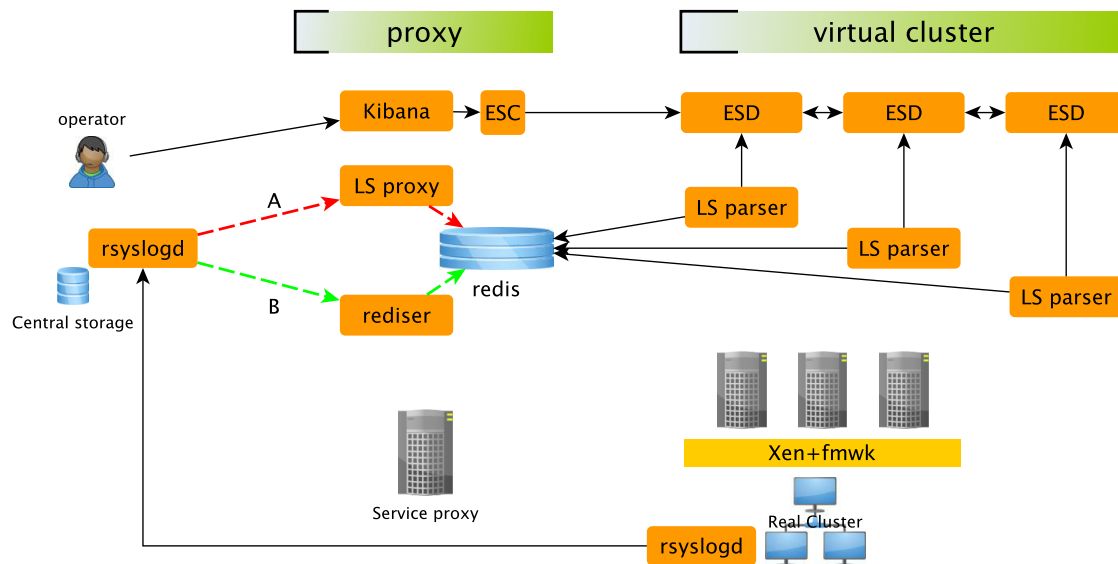 proxy
virtual cluster
operator
Kibana
ESC
ESD
ESD
ESD
A
LS proxy
LS parser
rsyslogd
LS parser
redis
LS parser
Central storage
B
rediser
Xen+fmwk
Service proxy
Real Cluster
rsyslogd